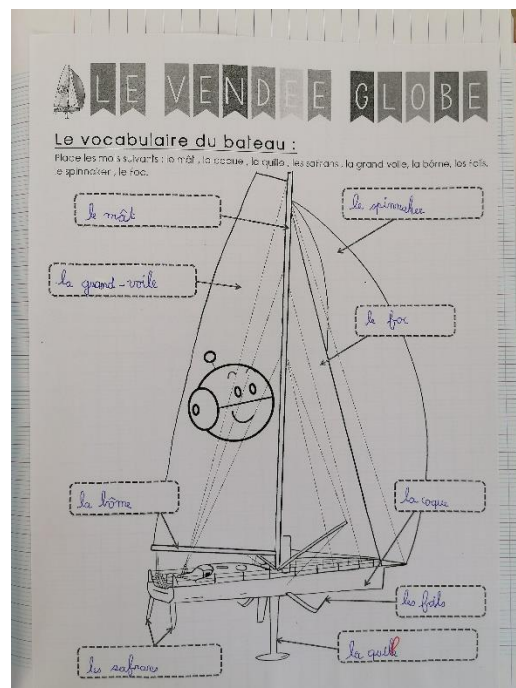 LE VENDEE GLOBE
Le vocabulaire du bateau :
Place les mots suivants : le mât , la coque , la quille , les safrans , la grand voile, la bôme, les foils,
le spinnaker , le foc.
le mât
le spinnaker
la grand-voile
le foc
la bôme
la coque
les foils
la quille
les safrans